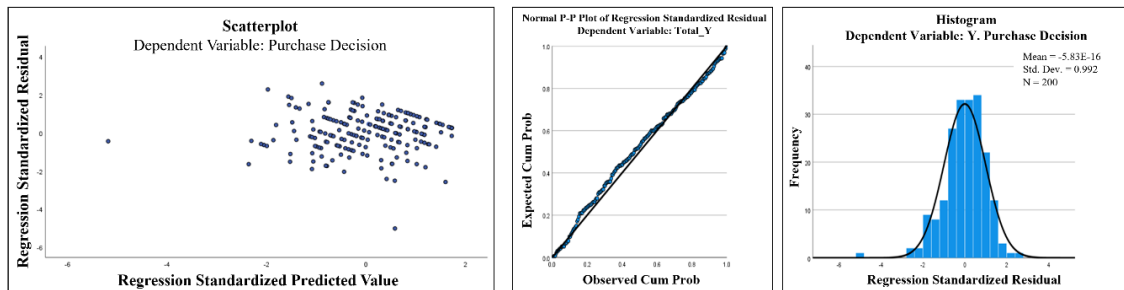 Scatterplot
Dependent Variable: Purchase Decision
Regression Standardized Residual
4
2
0
-2
-4
-6
-6
-4
-2
0
2
Regression Standardized Predicted Value
Normal P-P Plot of Regression Standardized Residual
Dependent Variable: Total_Y
Expected Cum Prob
1.0
0.8
0.6
0.4
0.2
0.0
0.0
0.2
0.4
0.6
0.8
1.0
Observed Cum Prob
Histogram
Dependent Variable: Y. Purchase Decision
Mean = -5.83E-16
Std. Dev. = 0.992
N = 200
Frequency
40
30
20
10
0
-6
-4
-2
0
2
4
Regression Standardized Residual